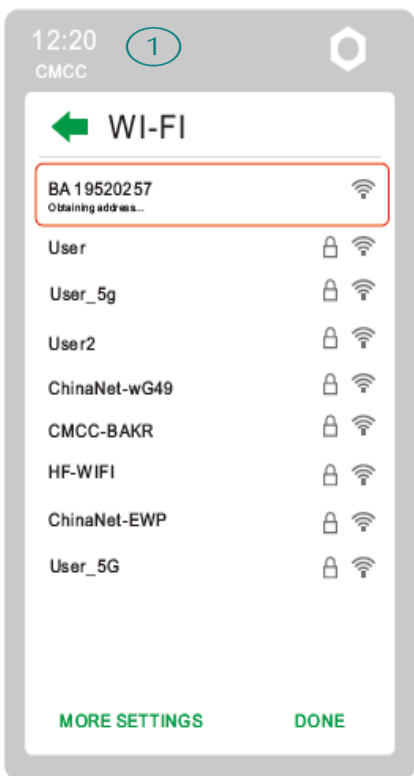 12:20
1
CMCC
WI-FI
BA 19520257
Obtaining address...
User
User_5g
User2
ChinaNet-wG49
CMCC-BAKR
HF-WIFI
ChinaNet-EWP
User_5G
MORE SETTINGS
DONE